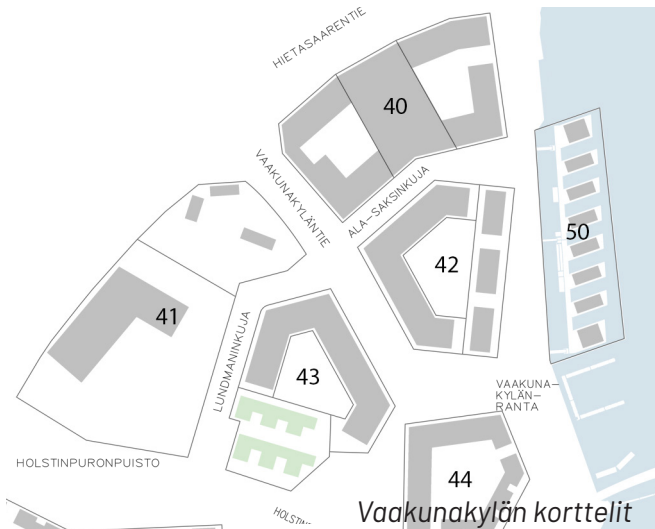 HIETASAARENTIE
40
VAAKUNAKYLÄNTIE
ALA-SAKSINKUJA
50
42
41
LUNDMANINKUJA
43
VAAKUNA-
KYLÄN-
RANTA
HOLSTINPURONPUISTO
44
Vaakunakylän korttelit